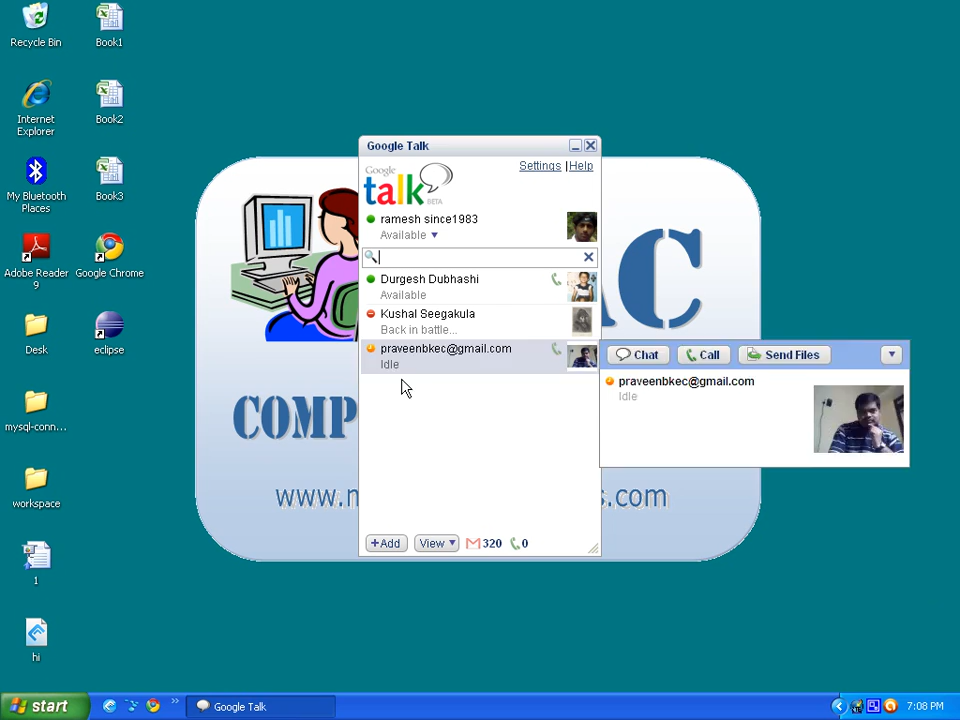 Recycle Bin
Book1
Internet
Explorer
Book2
My Bluetooth
Places
Book3
Adobe Reader
9
Google Chrome
Desk
eclipse
mysql-conn...
workspace
1
hi
Google Talk
Settings | Help
Google
talk
BETA
ramesh since1983
Available
Durgesh Dubhashi
Available
Kushal Seegakula
Back in battle...
praveenbkec@gmail.com
Idle
+Add
View
320
0
Chat
Call
Send Files
praveenbkec@gmail.com
Idle
COMP
C
www.
s.com
start
Google Talk
7:08 PM